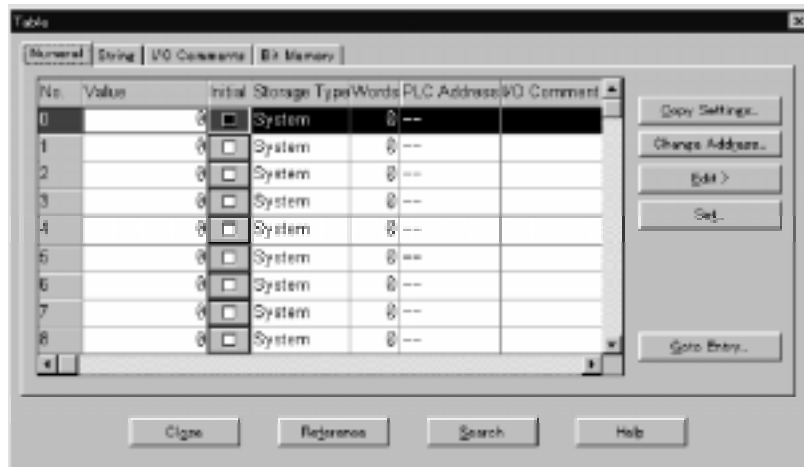 Table
Numeral String I/O Comments Bit Memory
No. Value Initial Storage Type Words PLC Address I/O Comment
0 0 System 0 --
1 0 System 0 --
2 0 System 0 --
3 0 System 0 --
4 0 System 0 --
5 0 System 0 --
6 0 System 0 --
7 0 System 0 --
8 0 System 0 --
Copy Settings...
Change Address...
Edit >
Set...
Goto Entry...
Close Reference Search Help